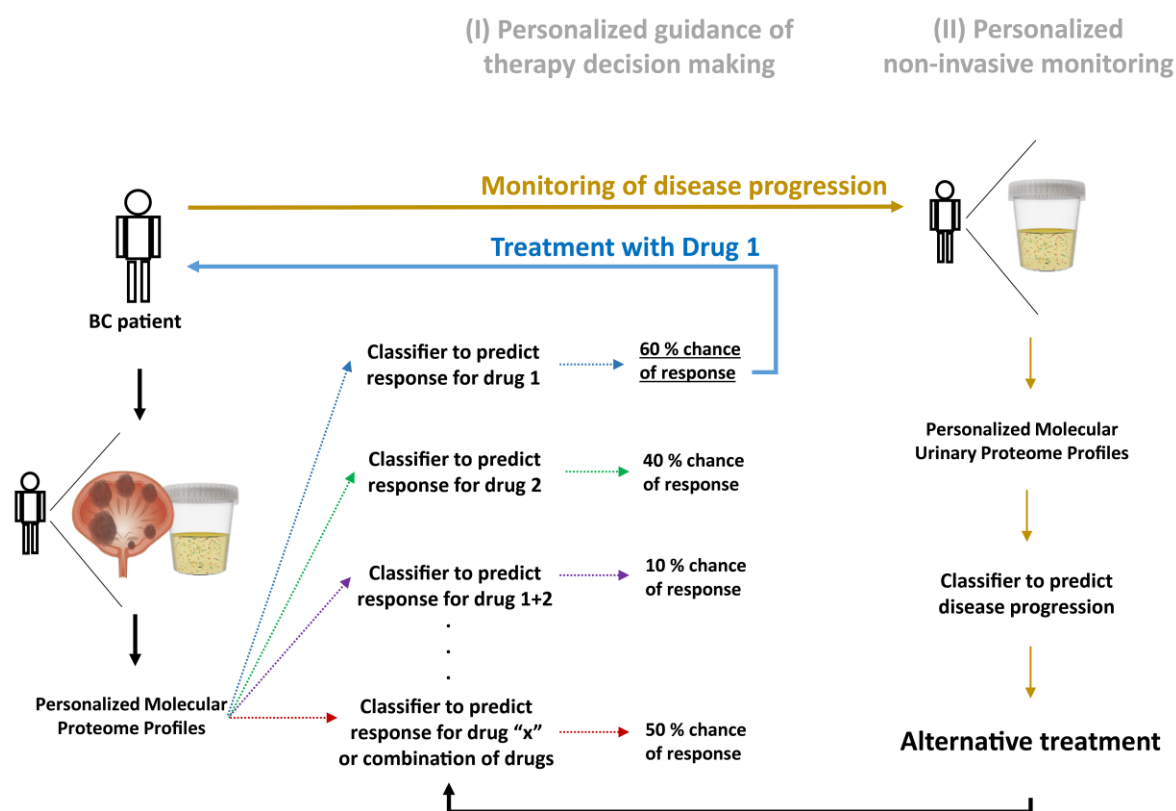 (I) Personalized guidance of
therapy decision making
(II) Personalized
non-invasive monitoring
Monitoring of disease progression
Treatment with Drug 1
BC patient
Classifier to predict
response for drug 1
60 % chance
of response
Classifier to predict
response for drug 2
40 % chance
of response
Classifier to predict
response for drug 1+2
10 % chance
of response
Personalized Molecular
Proteome Profiles
Classifier to predict
response for drug “x”
or combination of drugs
50 % chance
of response
Personalized Molecular
Urinary Proteome Profiles
Classifier to predict
disease progression
Alternative treatment